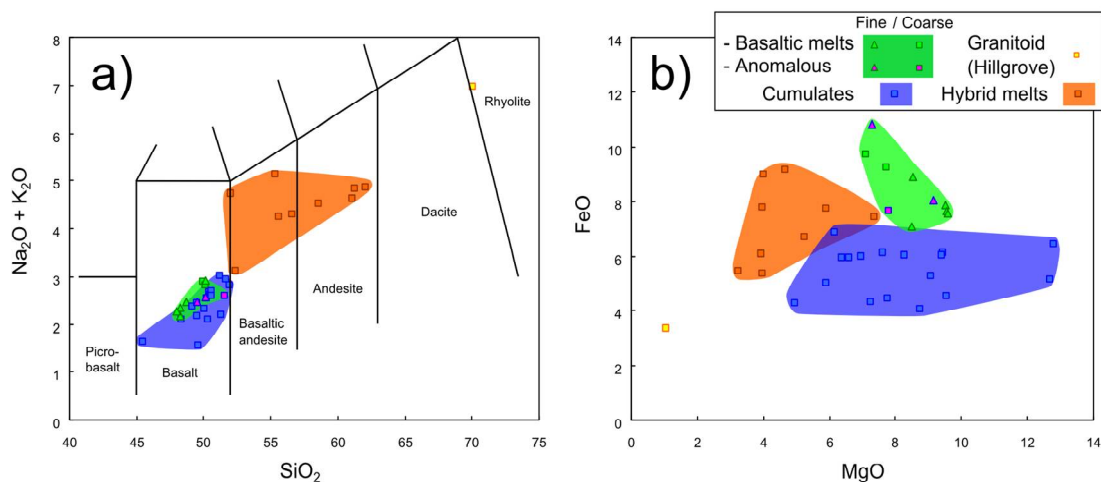 a)
Na₂O + K₂O
8
7
6
5
4
3
2
1
0
40 45 50 55 60 65 70 75
SiO₂
Picro-
basalt
Basalt
Basaltic
andesite
Andesite
Dacite
Rhyolite
b)
Fine / Coarse
- Basaltic melts
- Anomalous
Granitoid
(Hillgrove)
Cumulates
Hybrid melts
FeO
14
12
10
8
6
4
2
0
0 2 4 6 8 10 12 14
MgO